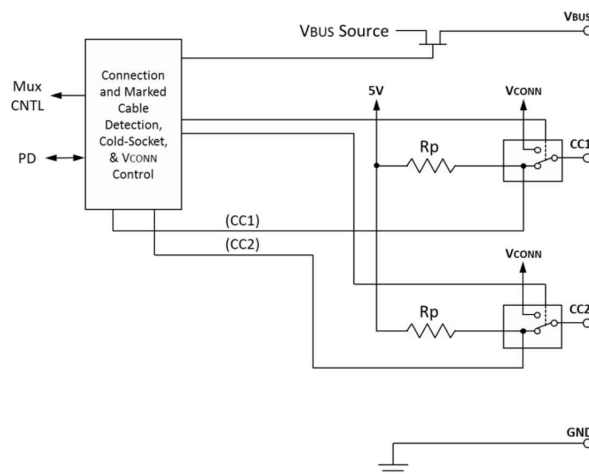 VBUS Source
VBUS
Mux
CNTL
PD
Connection
and Marked
Cable
Detection,
Cold-Socket,
& VCONN
Control
5V
VCONN
Rp
CC1
(CC1)
(CC2)
VCONN
Rp
CC2
GND